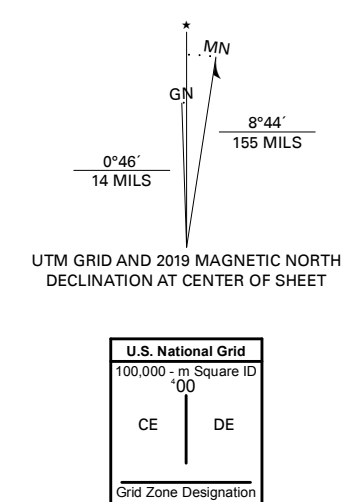 ★
MN
GN
8°44´
155 MILS
0°46´
14 MILS
UTM GRID AND 2019 MAGNETIC NORTH
DECLINATION AT CENTER OF SHEET
U.S. National Grid
100,000 - m Square ID
⁴00
CE DE
Grid Zone Designation